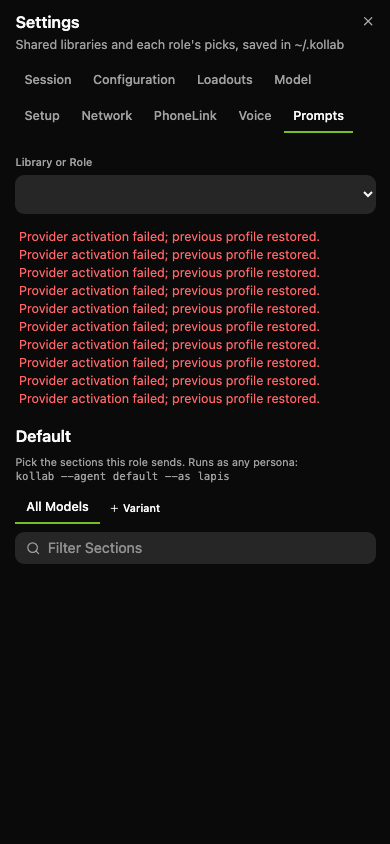 Settings
Shared libraries and each role's picks, saved in ~/.kollab
Session Configuration Loadouts Model
Setup Network PhoneLink Voice Prompts
Library or Role
Provider activation failed; previous profile restored.
Provider activation failed; previous profile restored.
Provider activation failed; previous profile restored.
Provider activation failed; previous profile restored.
Provider activation failed; previous profile restored.
Provider activation failed; previous profile restored.
Provider activation failed; previous profile restored.
Provider activation failed; previous profile restored.
Provider activation failed; previous profile restored.
Provider activation failed; previous profile restored.
Default
Pick the sections this role sends. Runs as any persona:
kollab --agent default --as lapis
All Models + Variant
Filter Sections